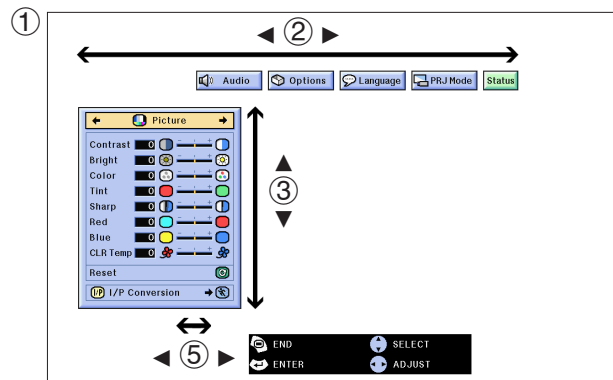 ①
◄ ② ►
Audio Options Language PRJ Mode Status
Picture
Contrast 0
Bright 0
Color 0
Tint 0
Sharp 0
Red 0
Blue 0
CLR Temp 0
Reset
I/P I/P Conversion
▲
③
▼
◄ ⑤ ►
END SELECT
ENTER ADJUST